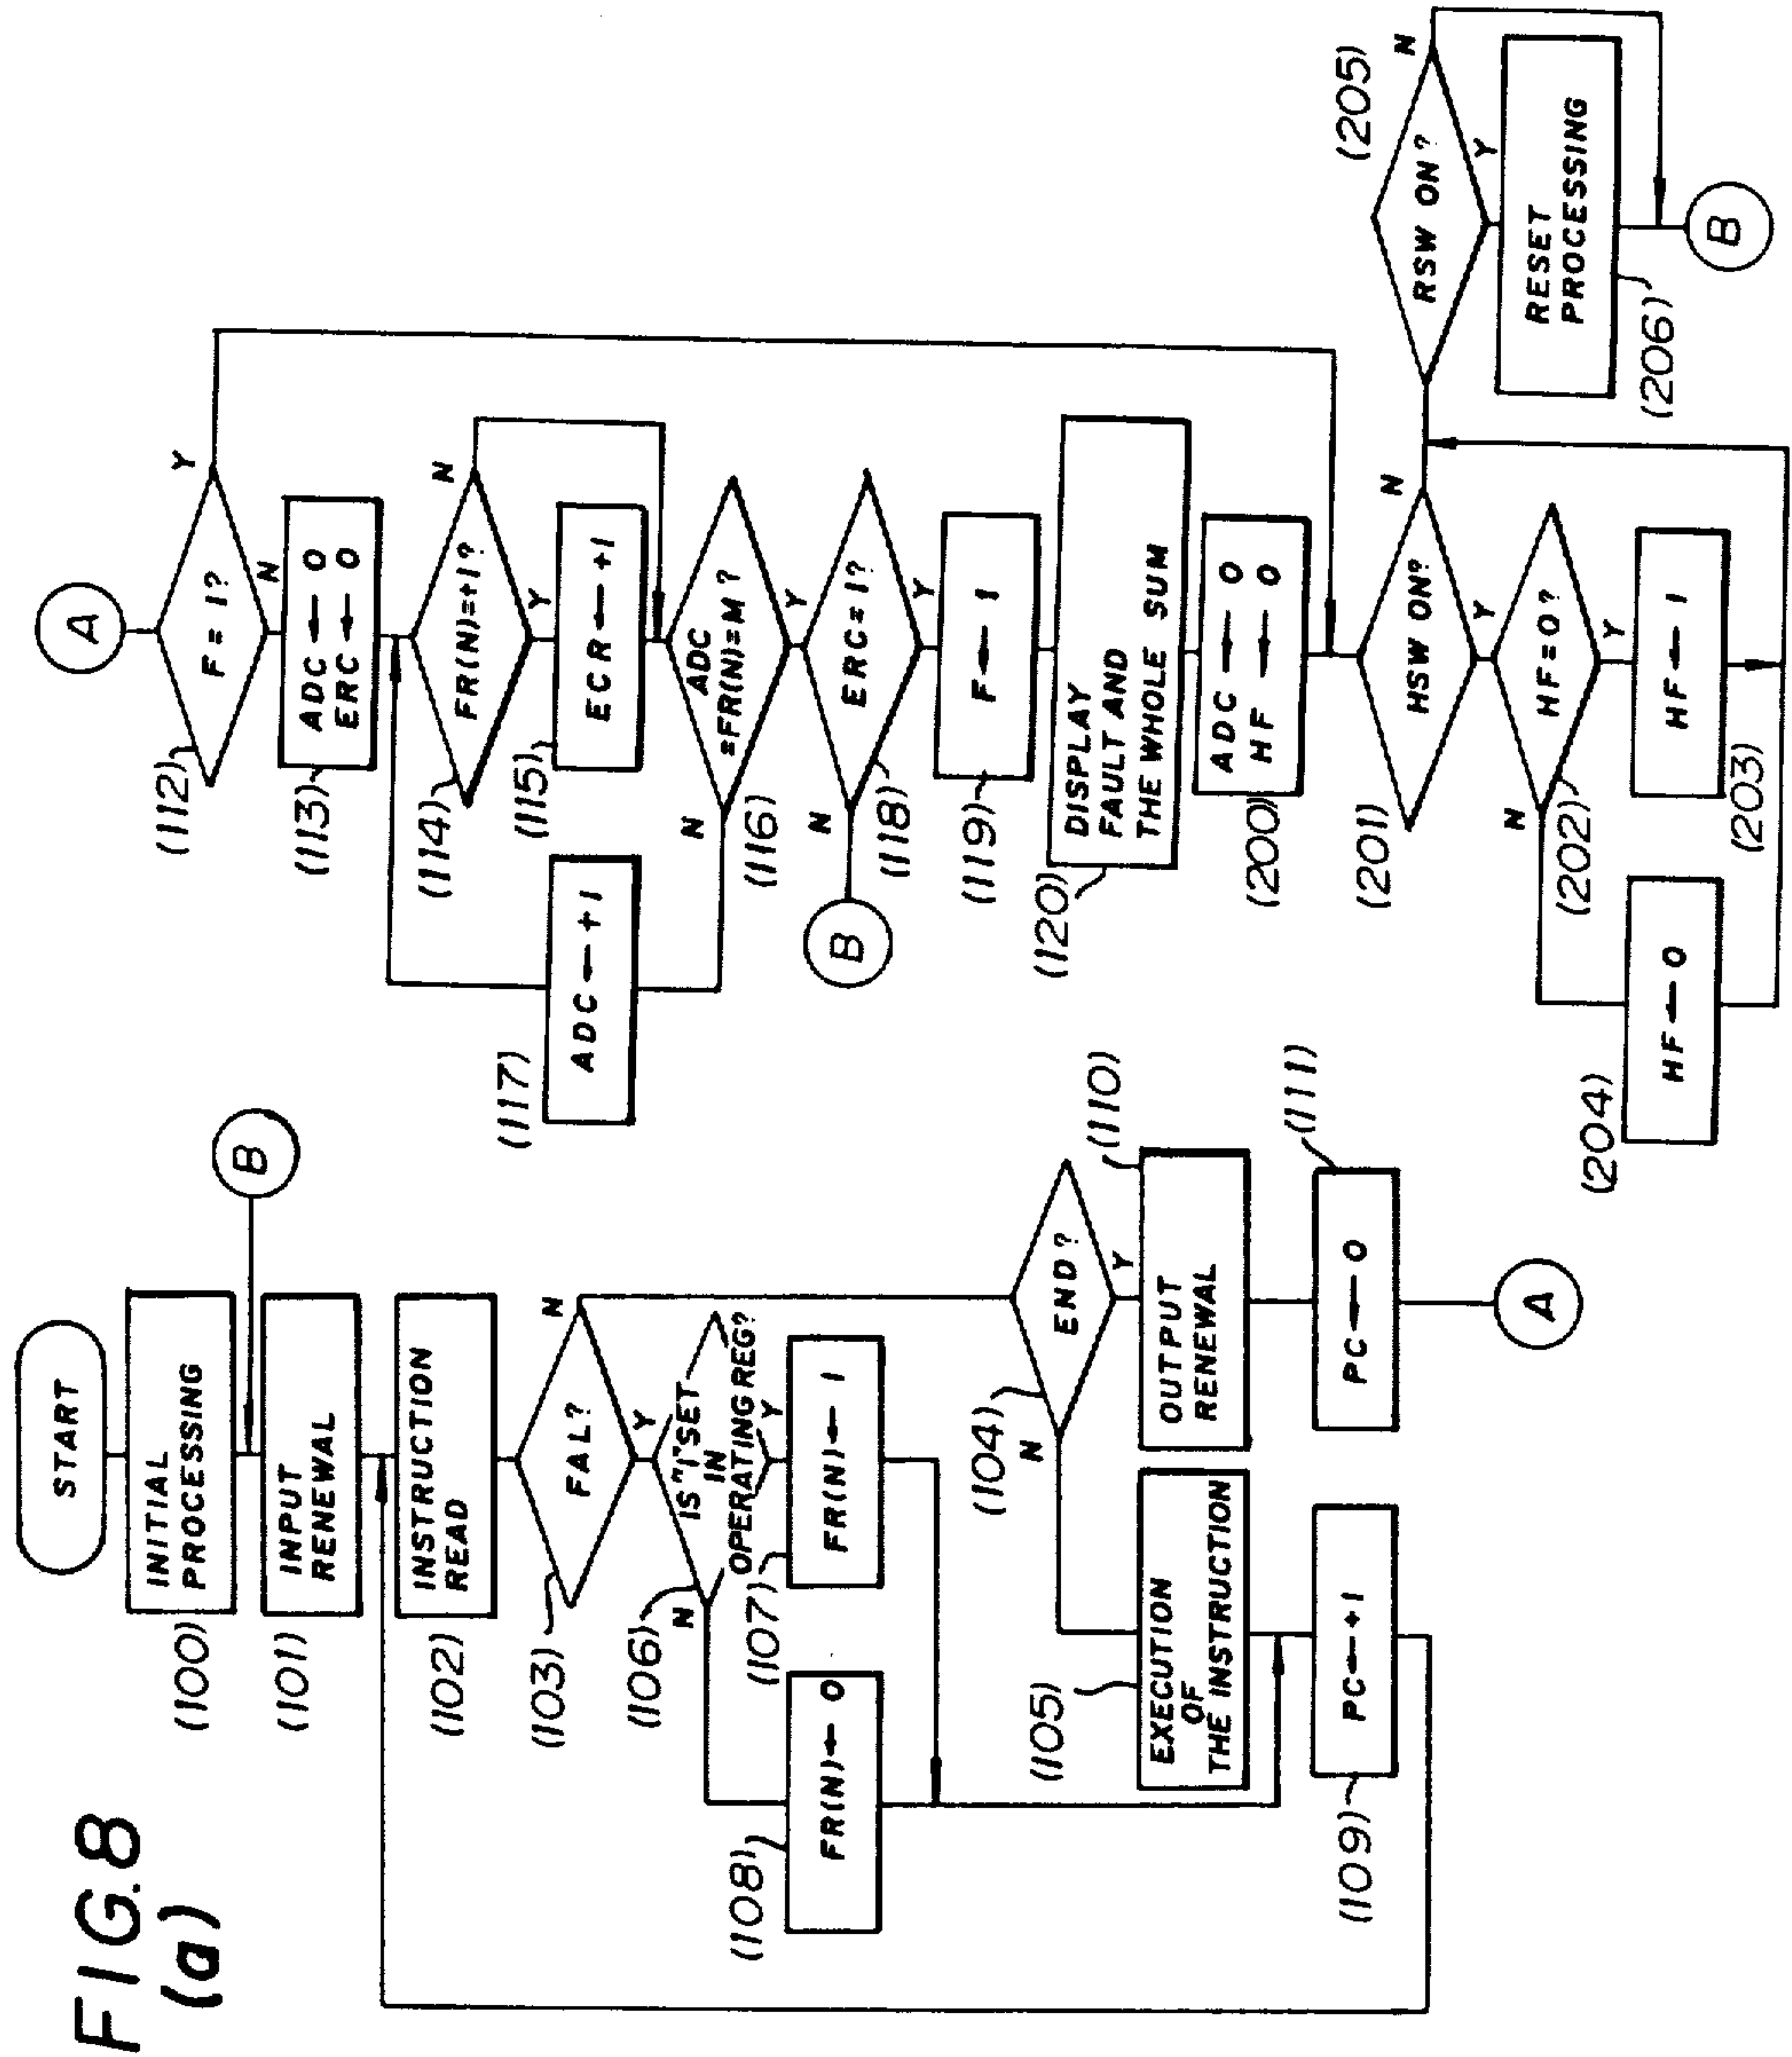 FIG. 8
(a)
START
(100)
INITIAL
PROCESSING
B
(101)
INPUT
RENEWAL
(102)
INSTRUCTION
READ
(103)
FAL?
N
Y
(106)
IS "1" SET
IN
OPERATING REG?
N
Y
(107)
FR(N)←1
(108)
FR(N)←0
(104)
END?
N
Y
(105)
EXECUTION
OF
THE INSTRUCTION
(110)
OUTPUT
RENEWAL
(109)
PC←+1
(111)
PC←0
A
A
(112)
F=1?
Y
N
(113)
ADC←0
ERC←0
(114)
FR(N)=+1?
N
Y
(115)
ECR←+1
(116)
ADC
=FR(N)=M?
N
Y
(117)
ADC←+1
(118)
ERC=1?
N
Y
B
(119)
F←1
(120)
DISPLAY
FAULT AND
THE WHOLE SUM
(200)
ADC←0
HF←0
(201)
HSW ON?
N
Y
(202)
HF=0?
N
Y
(203)
HF←1
(204)
HF←0
(205)
RSW ON?
N
Y
(206)
RESET
PROCESSING
B